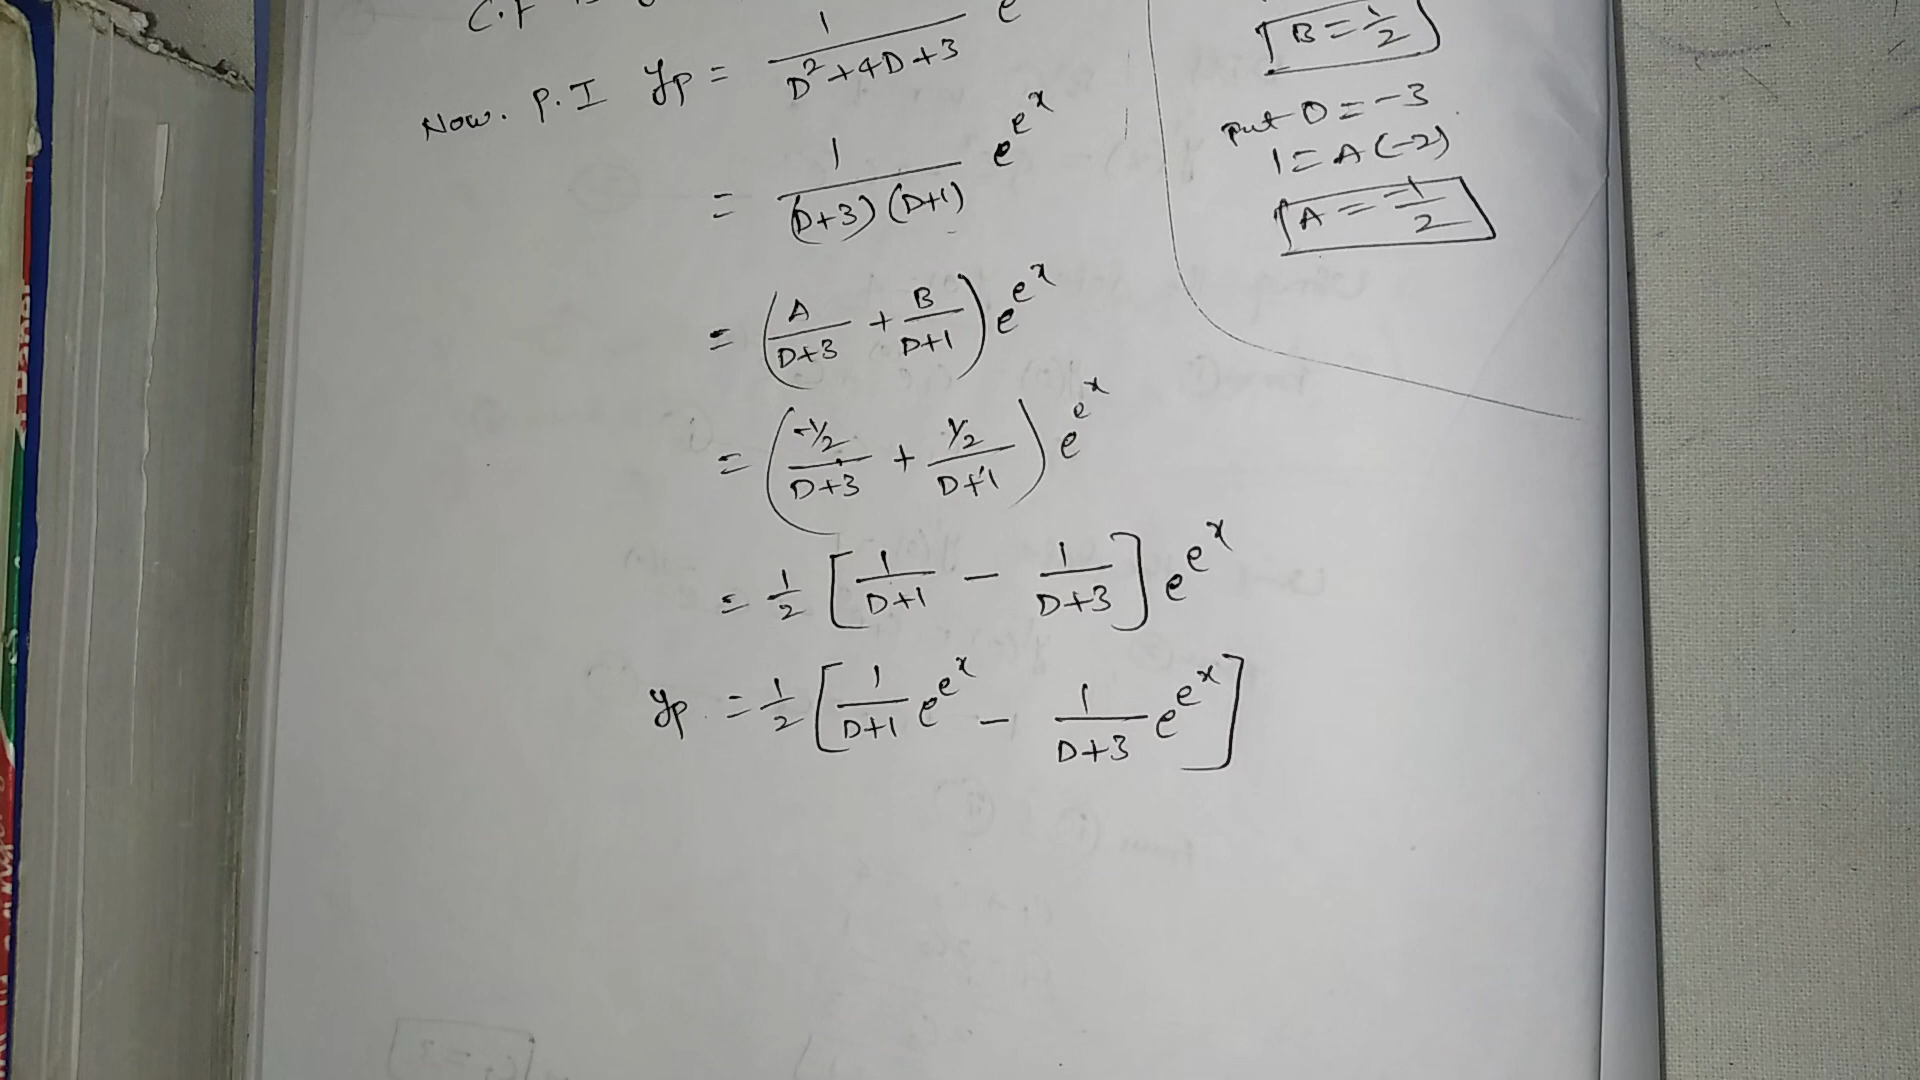 C.F
Now. P.I yp = 1/(D²+4D+3) e
= 1/((D+3)(D+1)) e^e^x
= (A/(D+3) + B/(D+1)) e^e^x
= ((-1/2)/(D+3) + (1/2)/(D+1)) e^e^x
= 1/2 [1/(D+1) - 1/(D+3)] e^e^x
yp = 1/2 [1/(D+1) e^e^x - 1/(D+3) e^e^x]
B = 1/2
put D = -3
1 = A(-2)
A = -1/2